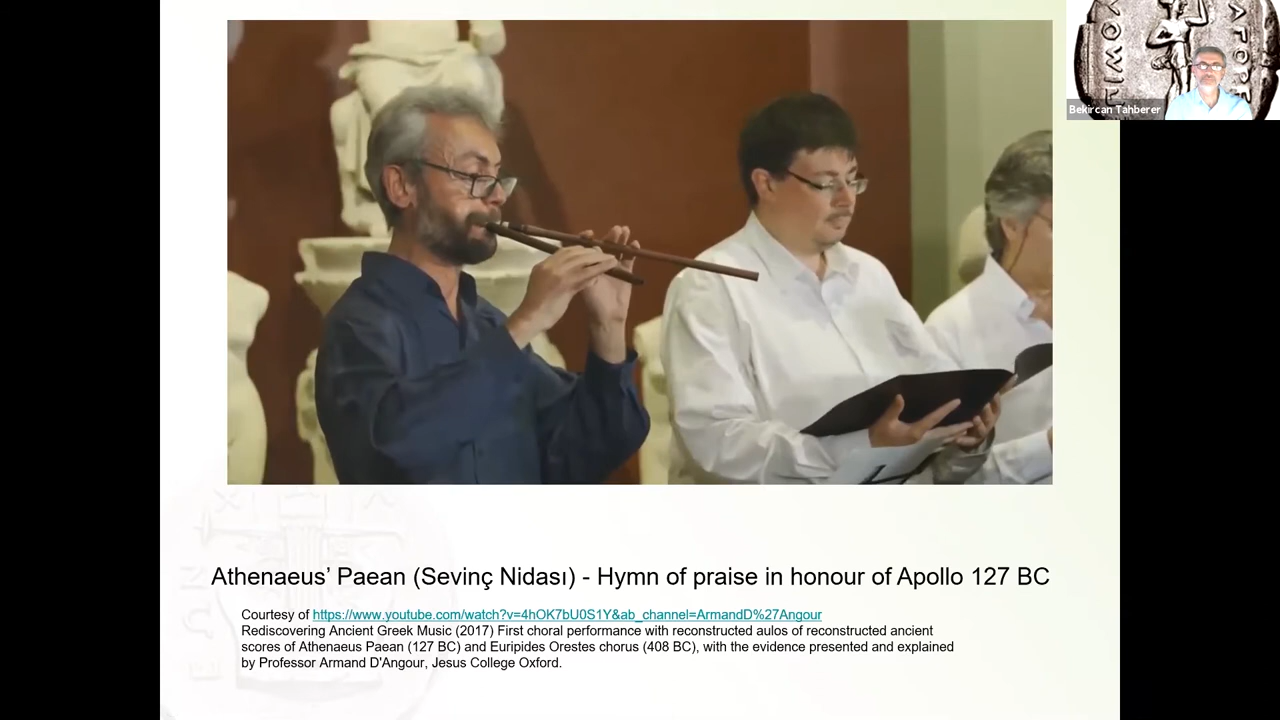 Bekircan Tahberer
Athenaeus’ Paean (Sevinç Nidası) - Hymn of praise in honour of Apollo 127 BC
Courtesy of https://www.youtube.com/watch?v=4hOK7bU0S1Y&ab_channel=ArmandD%27Angour
Rediscovering Ancient Greek Music (2017) First choral performance with reconstructed aulos of reconstructed ancient
scores of Athenaeus Paean (127 BC) and Euripides Orestes chorus (408 BC), with the evidence presented and explained
by Professor Armand D'Angour, Jesus College Oxford.